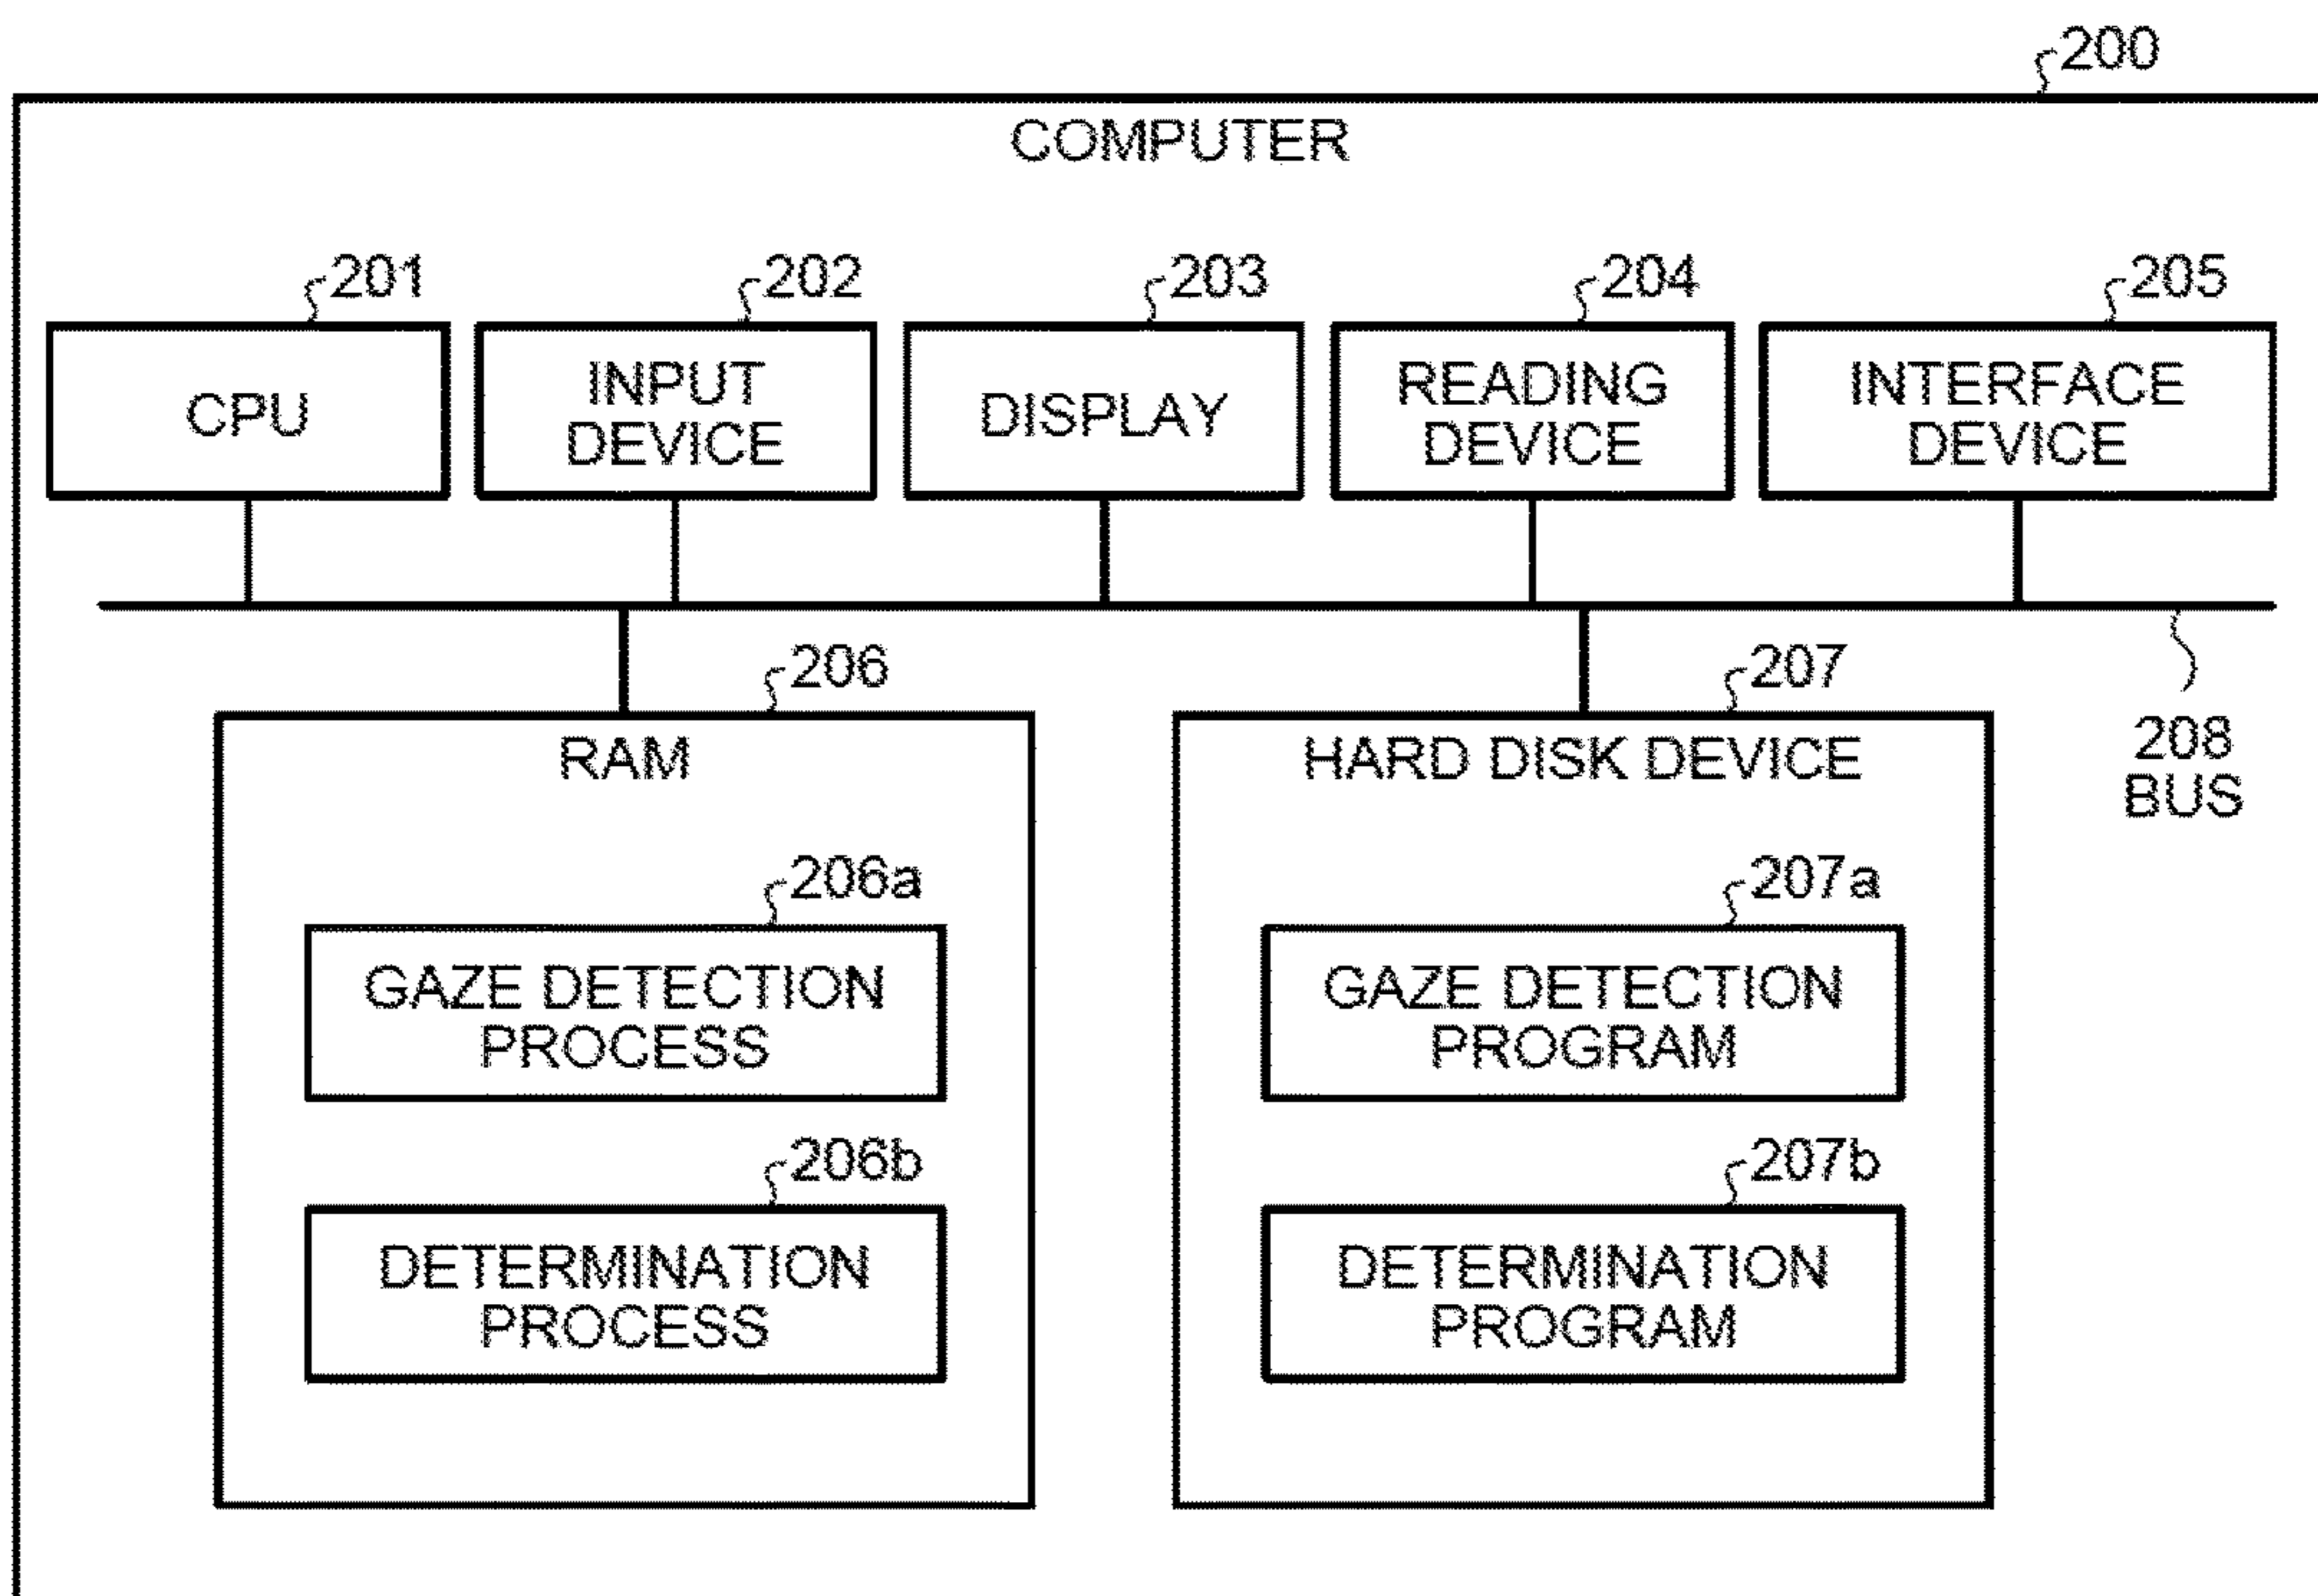 200
COMPUTER
201
202
203
204
205
CPU
INPUT
DEVICE
DISPLAY
READING
DEVICE
INTERFACE
DEVICE
206
207
208
BUS
RAM
HARD DISK DEVICE
206a
207a
GAZE DETECTION
PROCESS
GAZE DETECTION
PROGRAM
206b
207b
DETERMINATION
PROCESS
DETERMINATION
PROGRAM